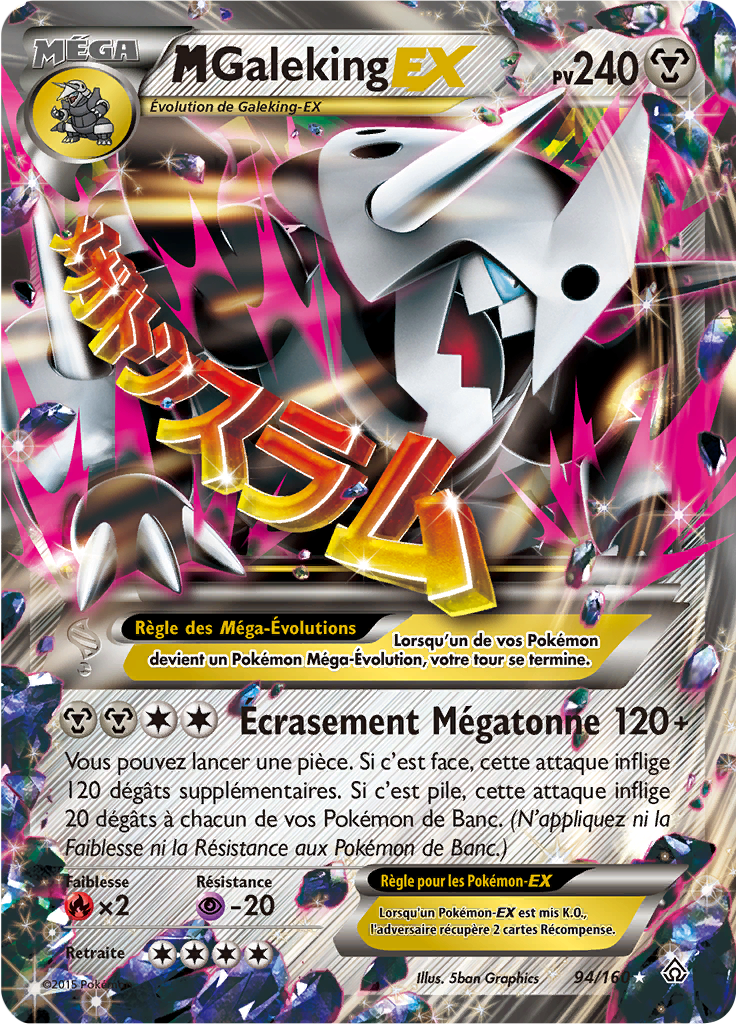 MÉGA
MGalekingEX
PV240
Évolution de Galeking-EX
メガトンスラム
Règle des Méga-Évolutions
Lorsqu'un de vos Pokémon
devient un Pokémon Méga-Évolution, votre tour se termine.
Ecrasement Mégatonne 120+
Vous pouvez lancer une pièce. Si c'est face, cette attaque inflige
120 dégâts supplémentaires. Si c'est pile, cette attaque inflige
20 dégâts à chacun de vos Pokémon de Banc. (N'appliquez ni la
Faiblesse ni la Résistance aux Pokémon de Banc.)
Faiblesse
×2
Résistance
-20
Retraite
Règle pour les Pokémon-EX
Lorsqu'un Pokémon-EX est mis K.O.,
l'adversaire récupère 2 cartes Récompense.
©2015 Pokémon
Illus. 5ban Graphics
94/160